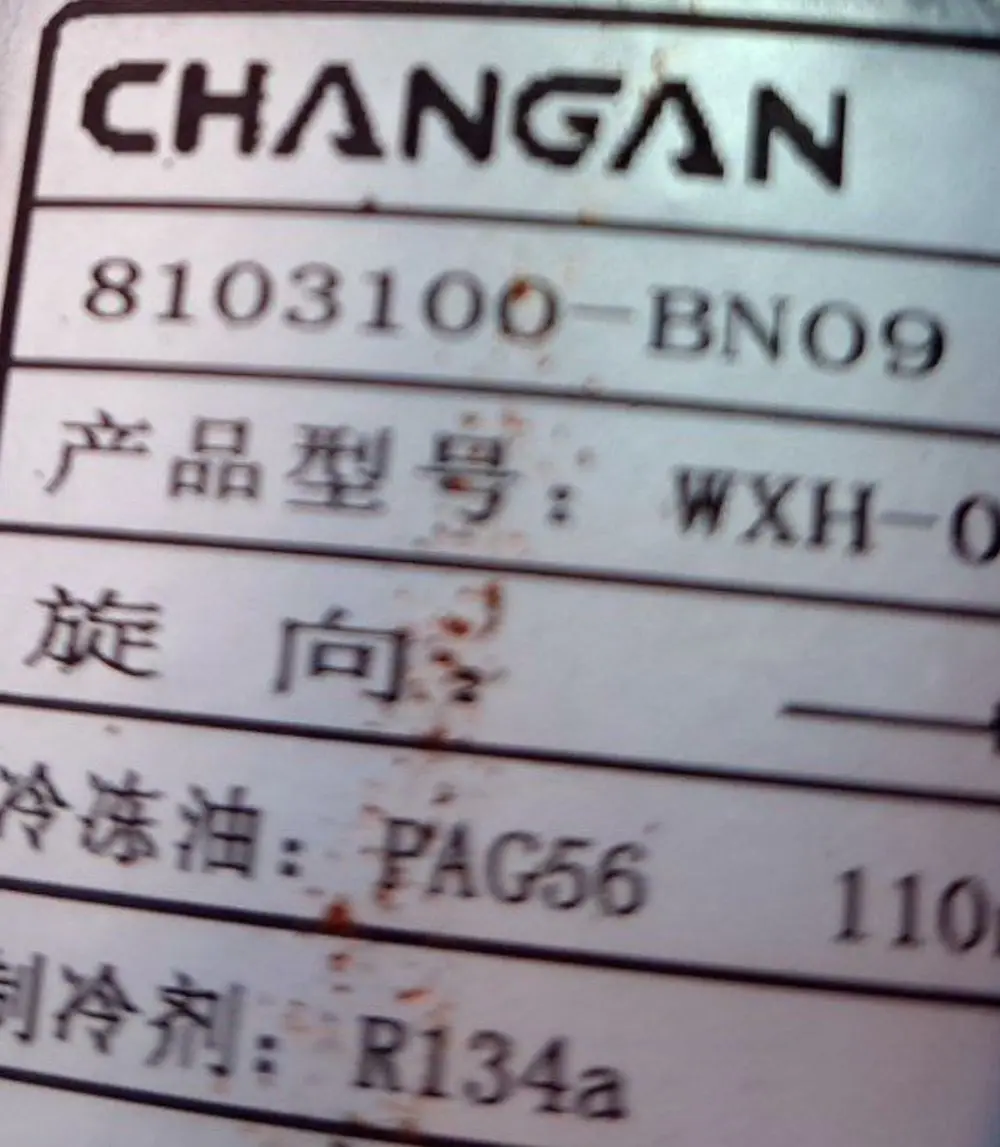 CHANGAN
8103100-BN09
产品型号：WXH-0
旋 向：
冷冻油：PAG56 110
制冷剂：R134a